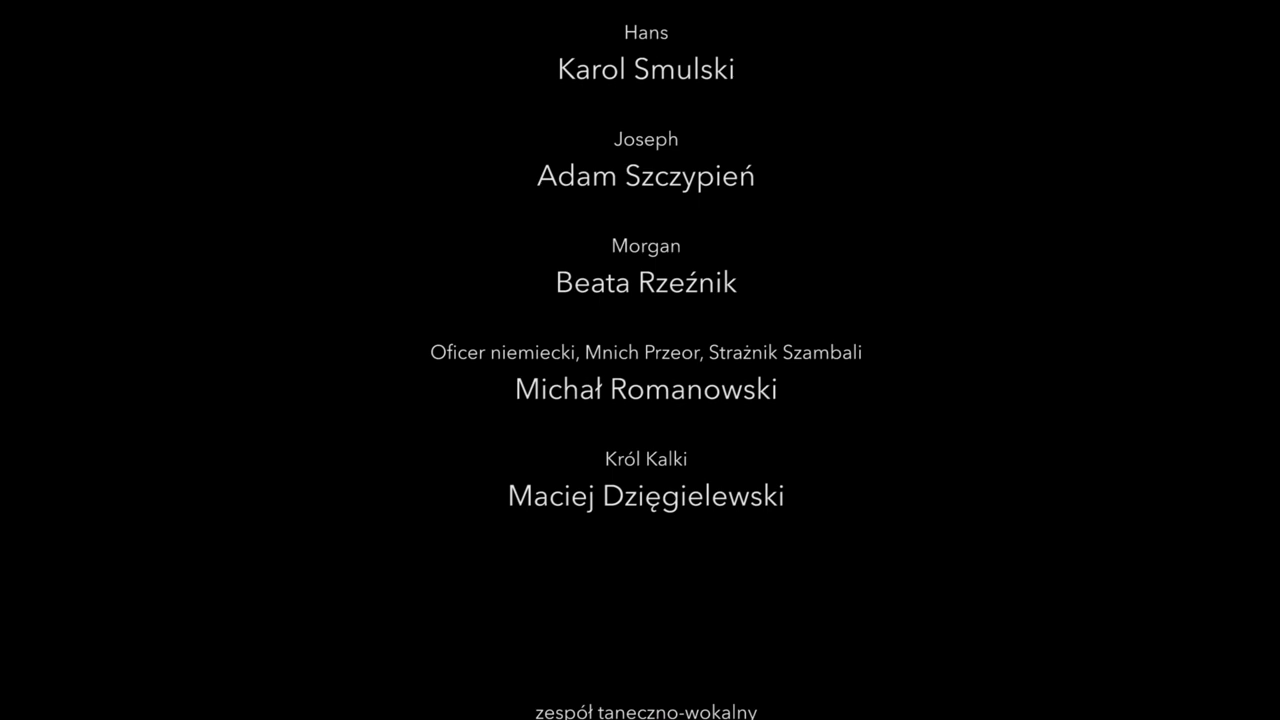 Hans
Karol Smulski
Joseph
Adam Szczypień
Morgan
Beata Rzeźnik
Oficer niemiecki, Mnich Przeor, Strażnik Szambali
Michał Romanowski
Król Kalki
Maciej Dzięgielewski
zespół taneczno-wokalny